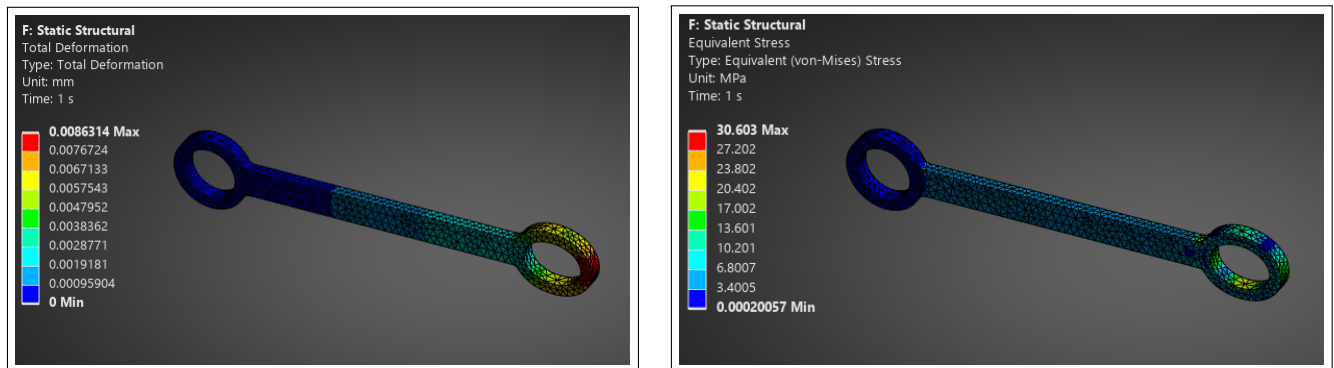 F: Static Structural
Total Deformation
Type: Total Deformation
Unit: mm
Time: 1 s
0.0086314 Max
0.0076724
0.0067133
0.0057543
0.0047952
0.0038362
0.0028771
0.0019181
0.00095904
0 Min
F: Static Structural
Equivalent Stress
Type: Equivalent (von-Mises) Stress
Unit: MPa
Time: 1 s
30.603 Max
27.202
23.802
20.402
17.002
13.601
10.201
6.8007
3.4005
0.00020057 Min